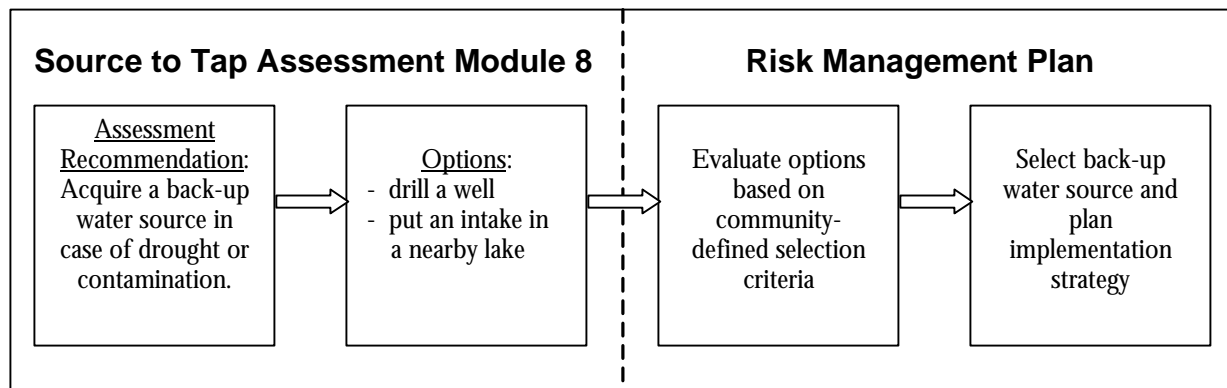 Source to Tap Assessment Module 8
Risk Management Plan
Assessment
Recommendation:
Acquire a back-up
water source in
case of drought or
contamination.
Options:
- drill a well
- put an intake in
a nearby lake
Evaluate options
based on
community-
defined selection
criteria
Select back-up
water source and
plan
implementation
strategy